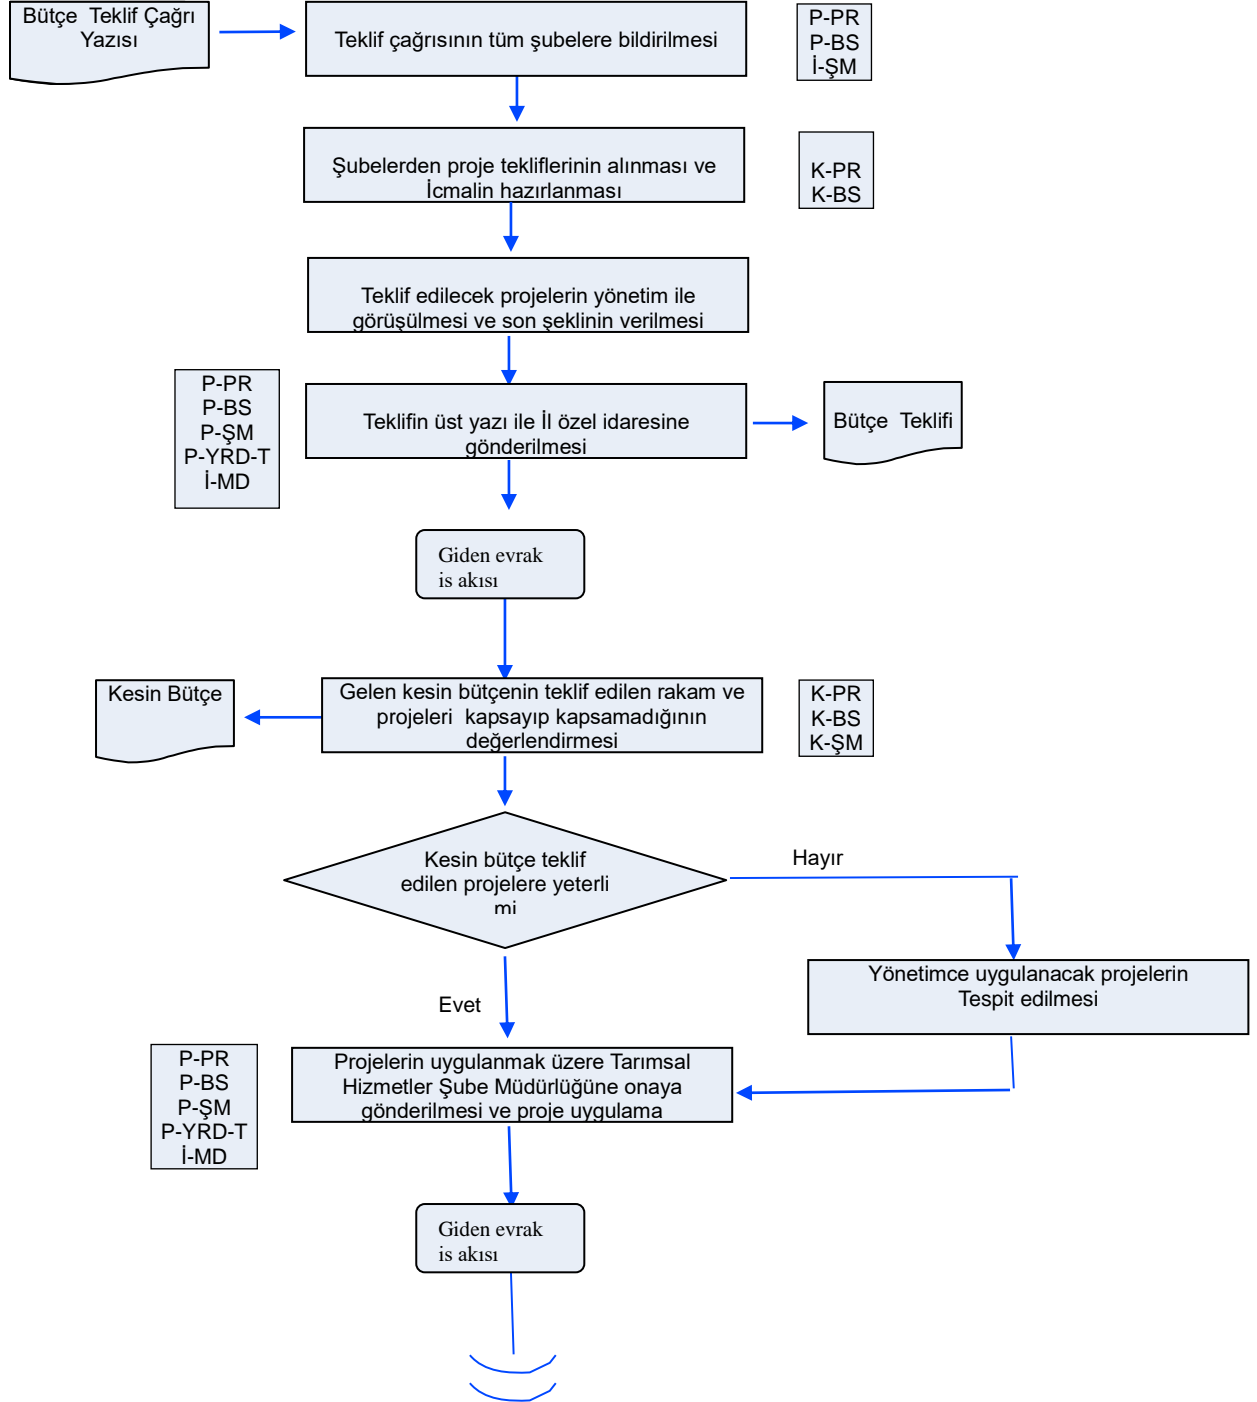 Bütçe Teklif Çağrı
Yazısı
Teklif çağrısının tüm şubelere bildirilmesi
P-PR
P-BS
İ-ŞM
Şubelerden proje tekliflerinin alınması ve
İcmalin hazırlanması
K-PR
K-BS
Teklif edilecek projelerin yönetim ile
görüşülmesi ve son şeklinin verilmesi
P-PR
P-BS
P-ŞM
P-YRD-T
İ-MD
Teklifin üst yazı ile İl özel idaresine
gönderilmesi
Bütçe Teklifi
Giden evrak
is akısı
Kesin Bütçe
Gelen kesin bütçenin teklif edilen rakam ve
projeleri kapsayıp kapsamadığının
değerlendirmesi
K-PR
K-BS
K-ŞM
Kesin bütçe teklif
edilen projelere yeterli
mi
Hayır
Evet
Yönetimce uygulanacak projelerin
Tespit edilmesi
P-PR
P-BS
P-ŞM
P-YRD-T
İ-MD
Projelerin uygulanmak üzere Tarımsal
Hizmetler Şube Müdürlüğüne onaya
gönderilmesi ve proje uygulama
Giden evrak
is akısı